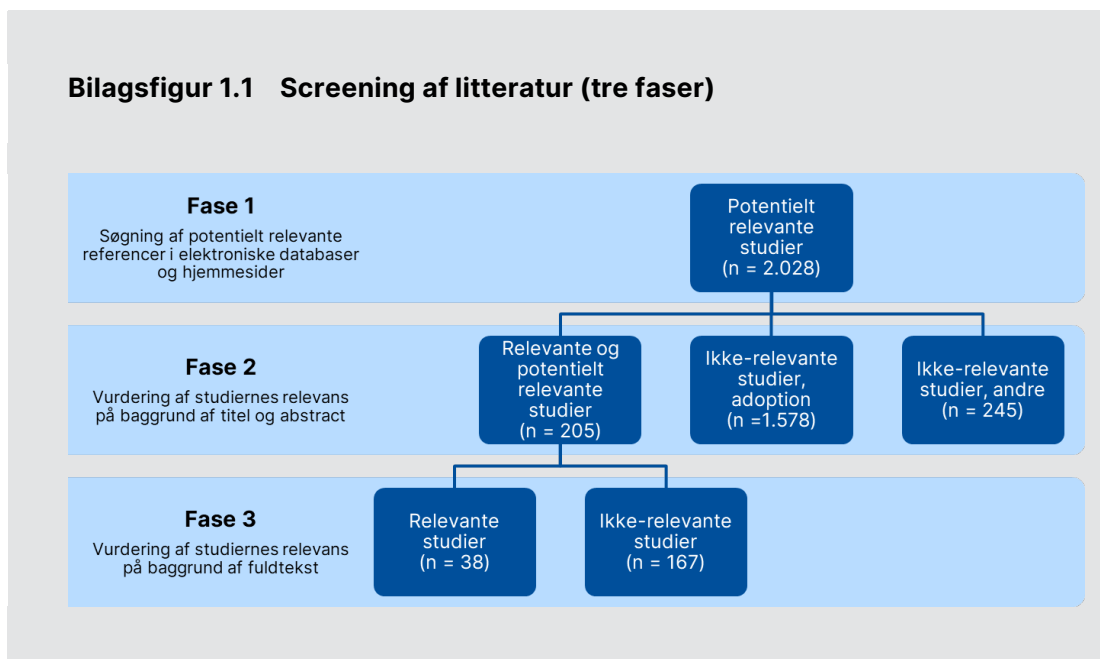 Bilagsfigur 1.1 Screening af litteratur (tre faser)
Fase 1
Søgning af potentielt relevante
referencer i elektroniske databaser
og hjemmesider
Potentielt
relevante
studier
(n = 2.028)
Fase 2
Vurdering af studiernes relevans
på baggrund af titel og abstract
Relevante og
potentielt
relevante
studier
(n = 205)
Ikke-relevante
studier,
adoption
(n =1.578)
Ikke-relevante
studier, andre
(n = 245)
Fase 3
Vurdering af studiernes relevans
på baggrund af fuldtekst
Relevante
studier
(n = 38)
Ikke-relevante
studier
(n = 167)